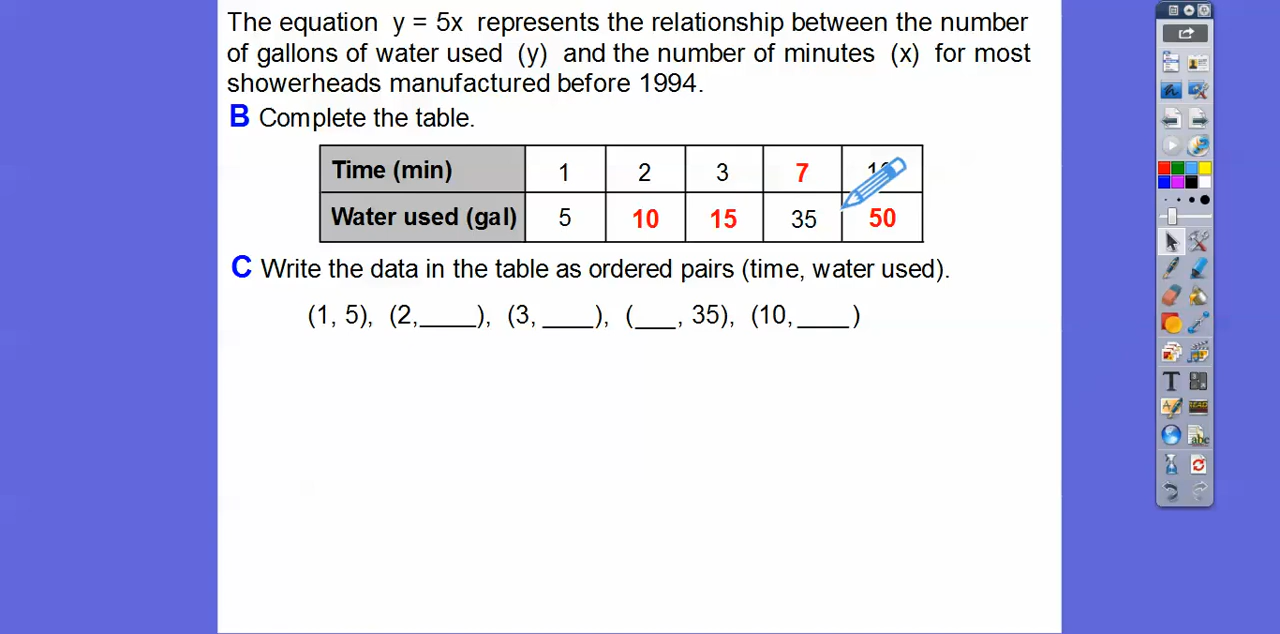 The equation y = 5x represents the relationship between the number
of gallons of water used (y) and the number of minutes (x) for most
showerheads manufactured before 1994.
B Complete the table.
Time (min) 1 2 3 7
Water used (gal) 5 10 15 35 50
C Write the data in the table as ordered pairs (time, water used).
(1, 5), (2,____), (3, ____), (___, 35), (10, ____)